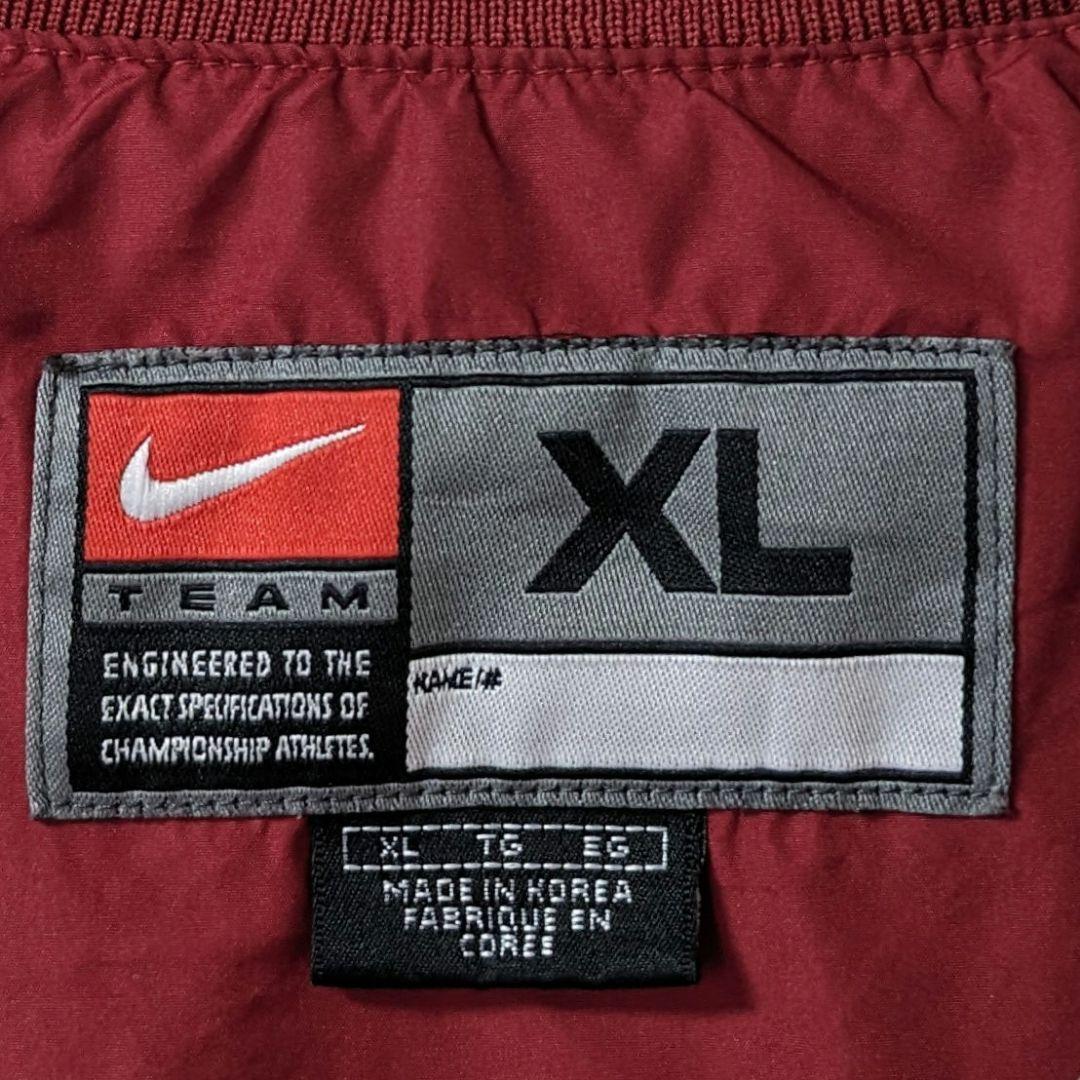 TEAM
ENGINEERED TO THE
EXACT SPECIFICATIONS OF
CHAMPIONSHIP ATHLETES.
XL
NAME/#
XL TG EG
MADE IN KOREA
FABRIQUE EN
COREE